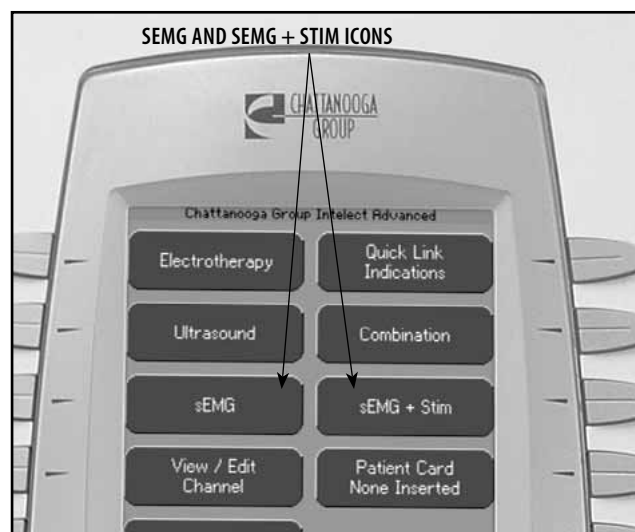 SEMG AND SEMG + STIM ICONS
CHATTANOOGA
GROUP
Chattanooga Group Intelect Advanced
Electrotherapy
Quick Link
Indications
Ultrasound
Combination
sEMG
sEMG + Stim
View / Edit
Channel
Patient Card
None Inserted